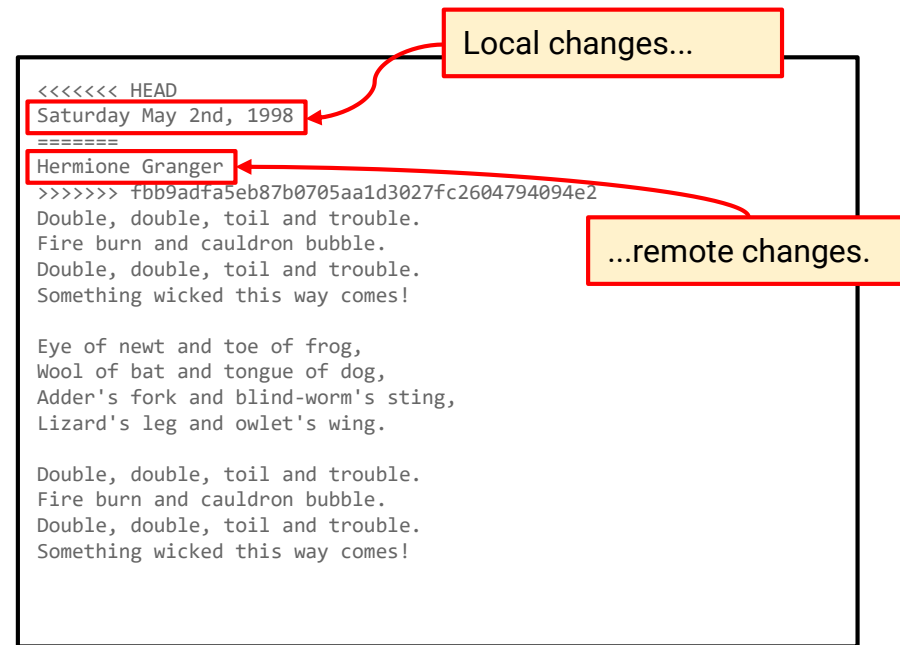 Local changes...
<<<<<<< HEAD
Saturday May 2nd, 1998
=======
Hermione Granger
>>>>>>> fbb9adfa5eb87b0705aa1d3027fc2604794094e2
Double, double, toil and trouble.
Fire burn and cauldron bubble.
...remote changes.
Double, double, toil and trouble.
Something wicked this way comes!

Eye of newt and toe of frog,
Wool of bat and tongue of dog,
Adder's fork and blind-worm's sting,
Lizard's leg and owlet's wing.

Double, double, toil and trouble.
Fire burn and cauldron bubble.
Double, double, toil and trouble.
Something wicked this way comes!